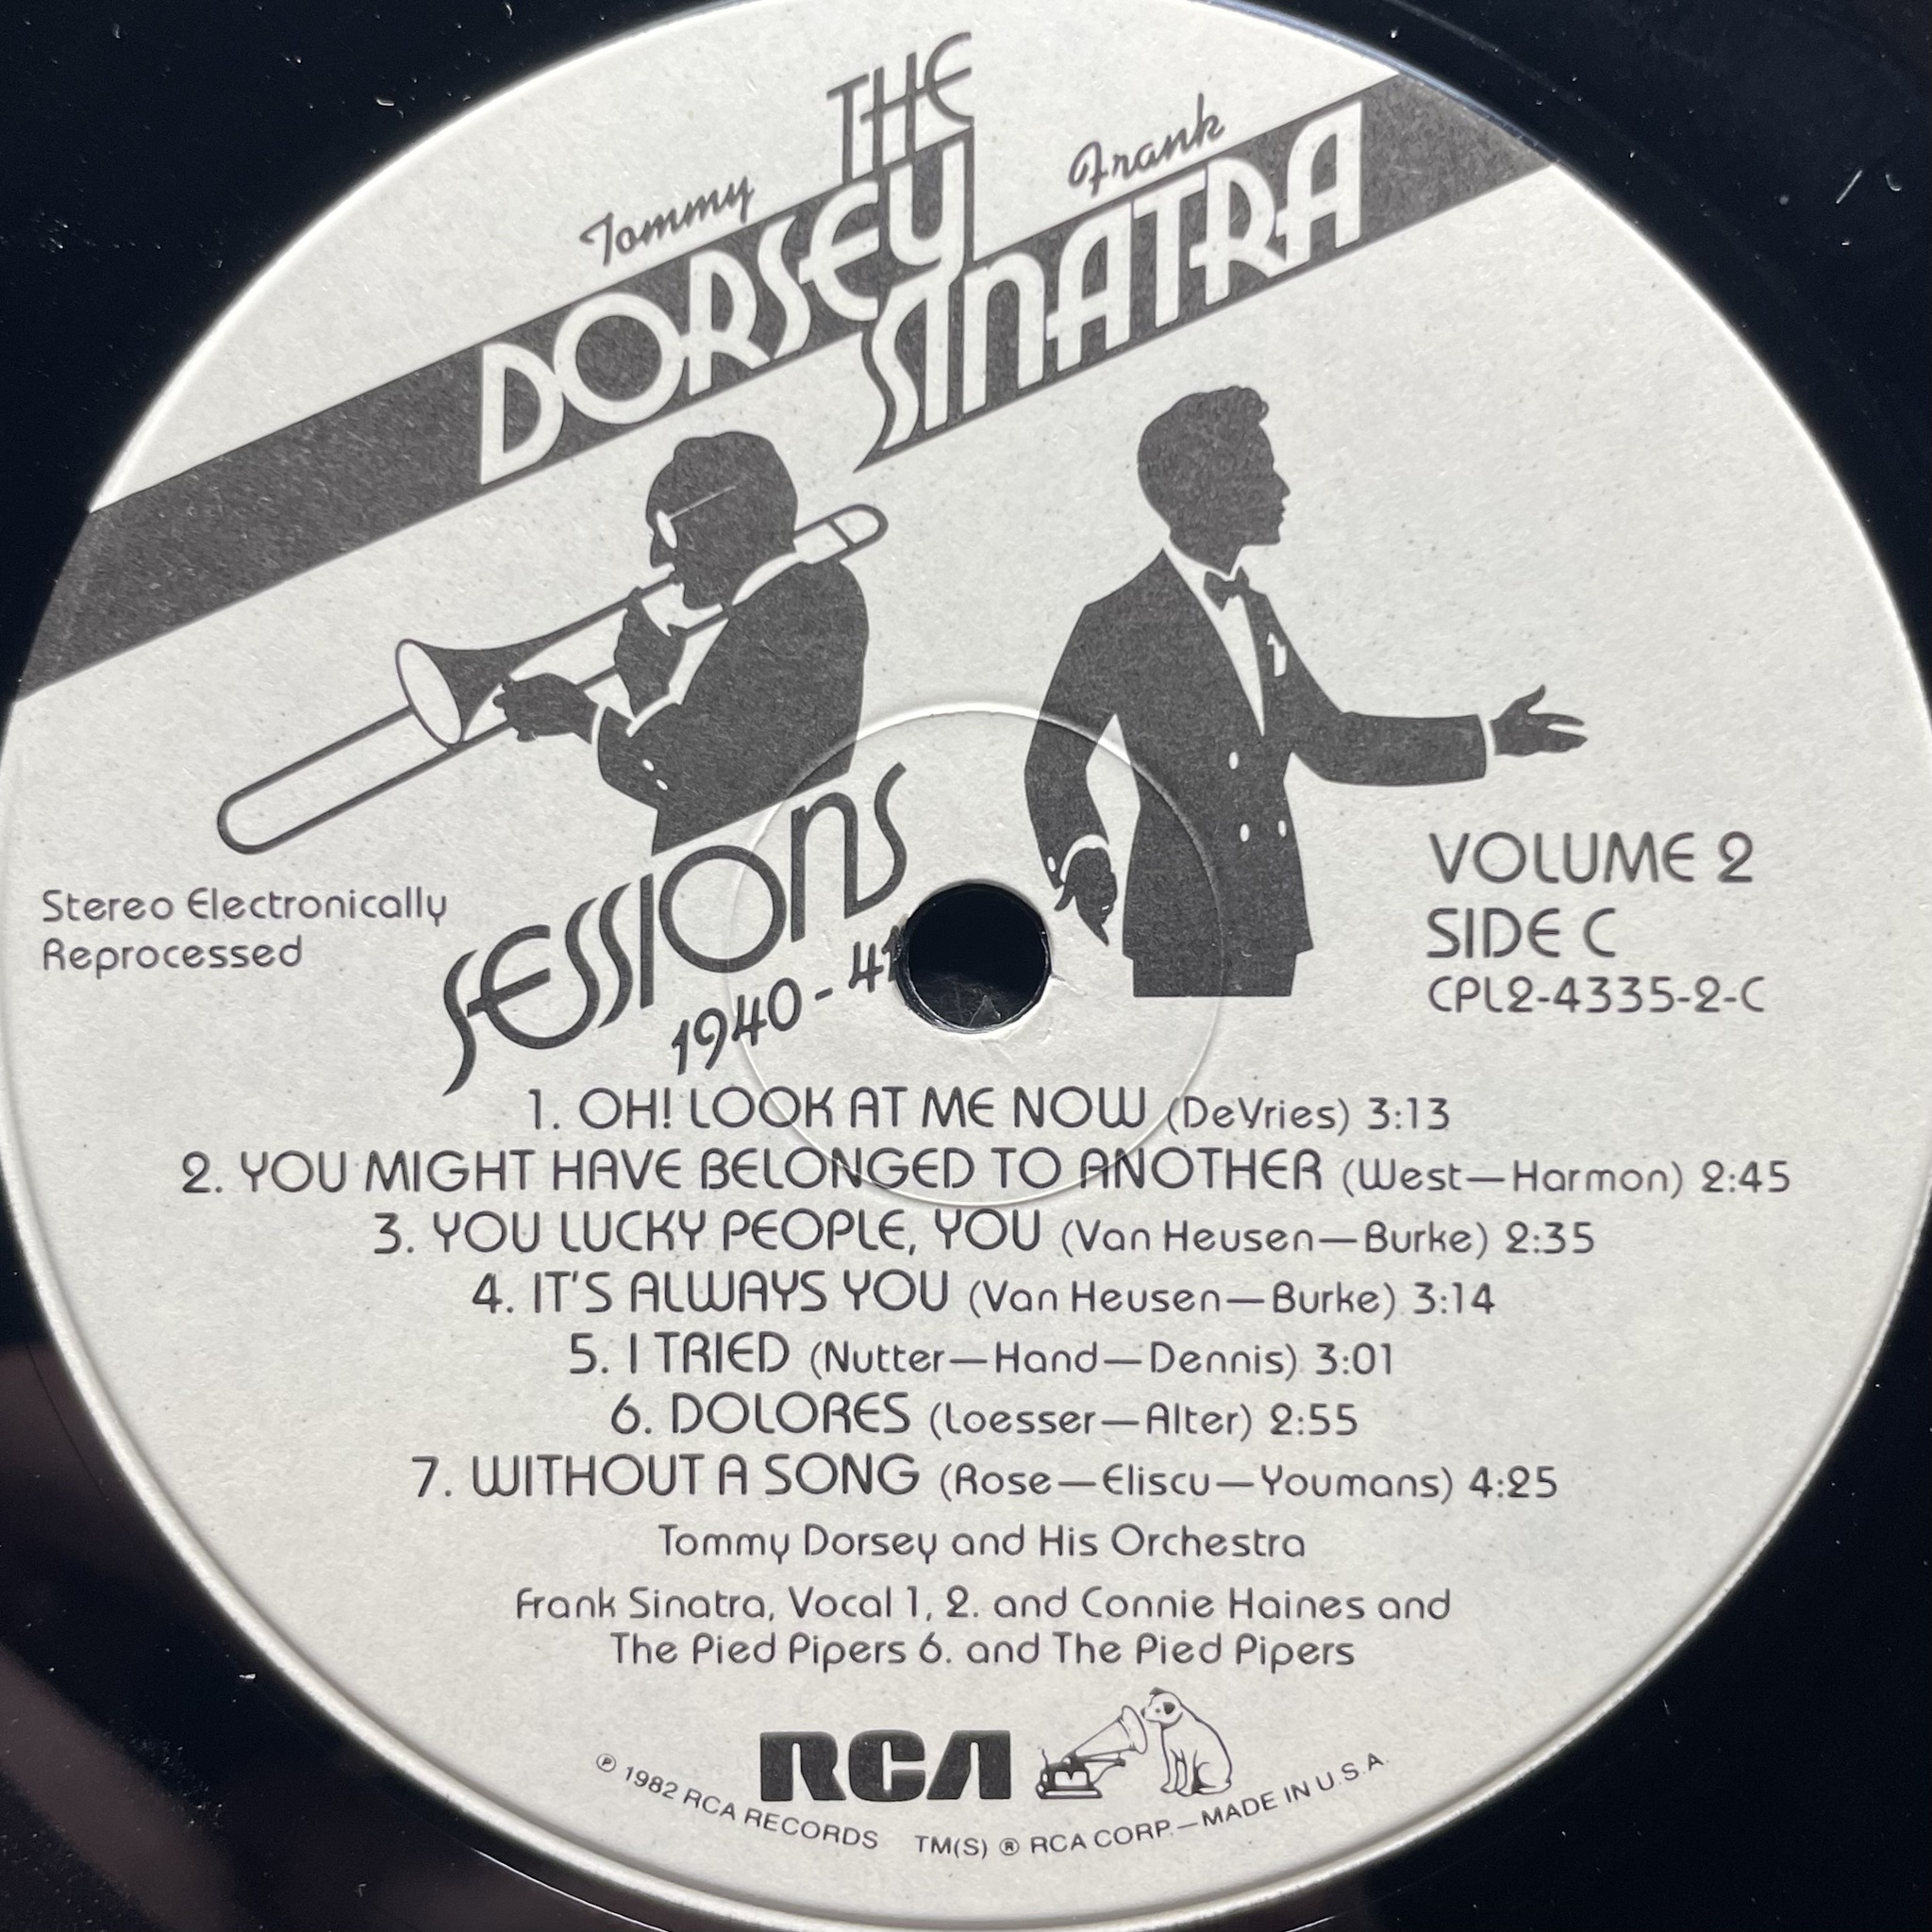 THE
Tommy Frank
DORSEY
SINATRA
SESSIONS
1940-41
Stereo Electronically
Reprocessed
VOLUME 2
SIDE C
CPL2-4335-2-C
1. OH! LOOK AT ME NOW (DeVries) 3:13
2. YOU MIGHT HAVE BELONGED TO ANOTHER (West—Harmon) 2:45
3. YOU LUCKY PEOPLE, YOU (Van Heusen—Burke) 2:35
4. IT'S ALWAYS YOU (Van Heusen—Burke) 3:14
5. I TRIED (Nutter—Hand—Dennis) 3:01
6. DOLORES (Loesser—Alter) 2:55
7. WITHOUT A SONG (Rose—Eliscu—Youmans) 4:25
Tommy Dorsey and His Orchestra
Frank Sinatra, Vocal 1, 2. and Connie Haines and
The Pied Pipers 6. and The Pied Pipers
RCA
℗ 1982 RCA RECORDS TM(S) ® RCA CORP.—MADE IN U.S.A.